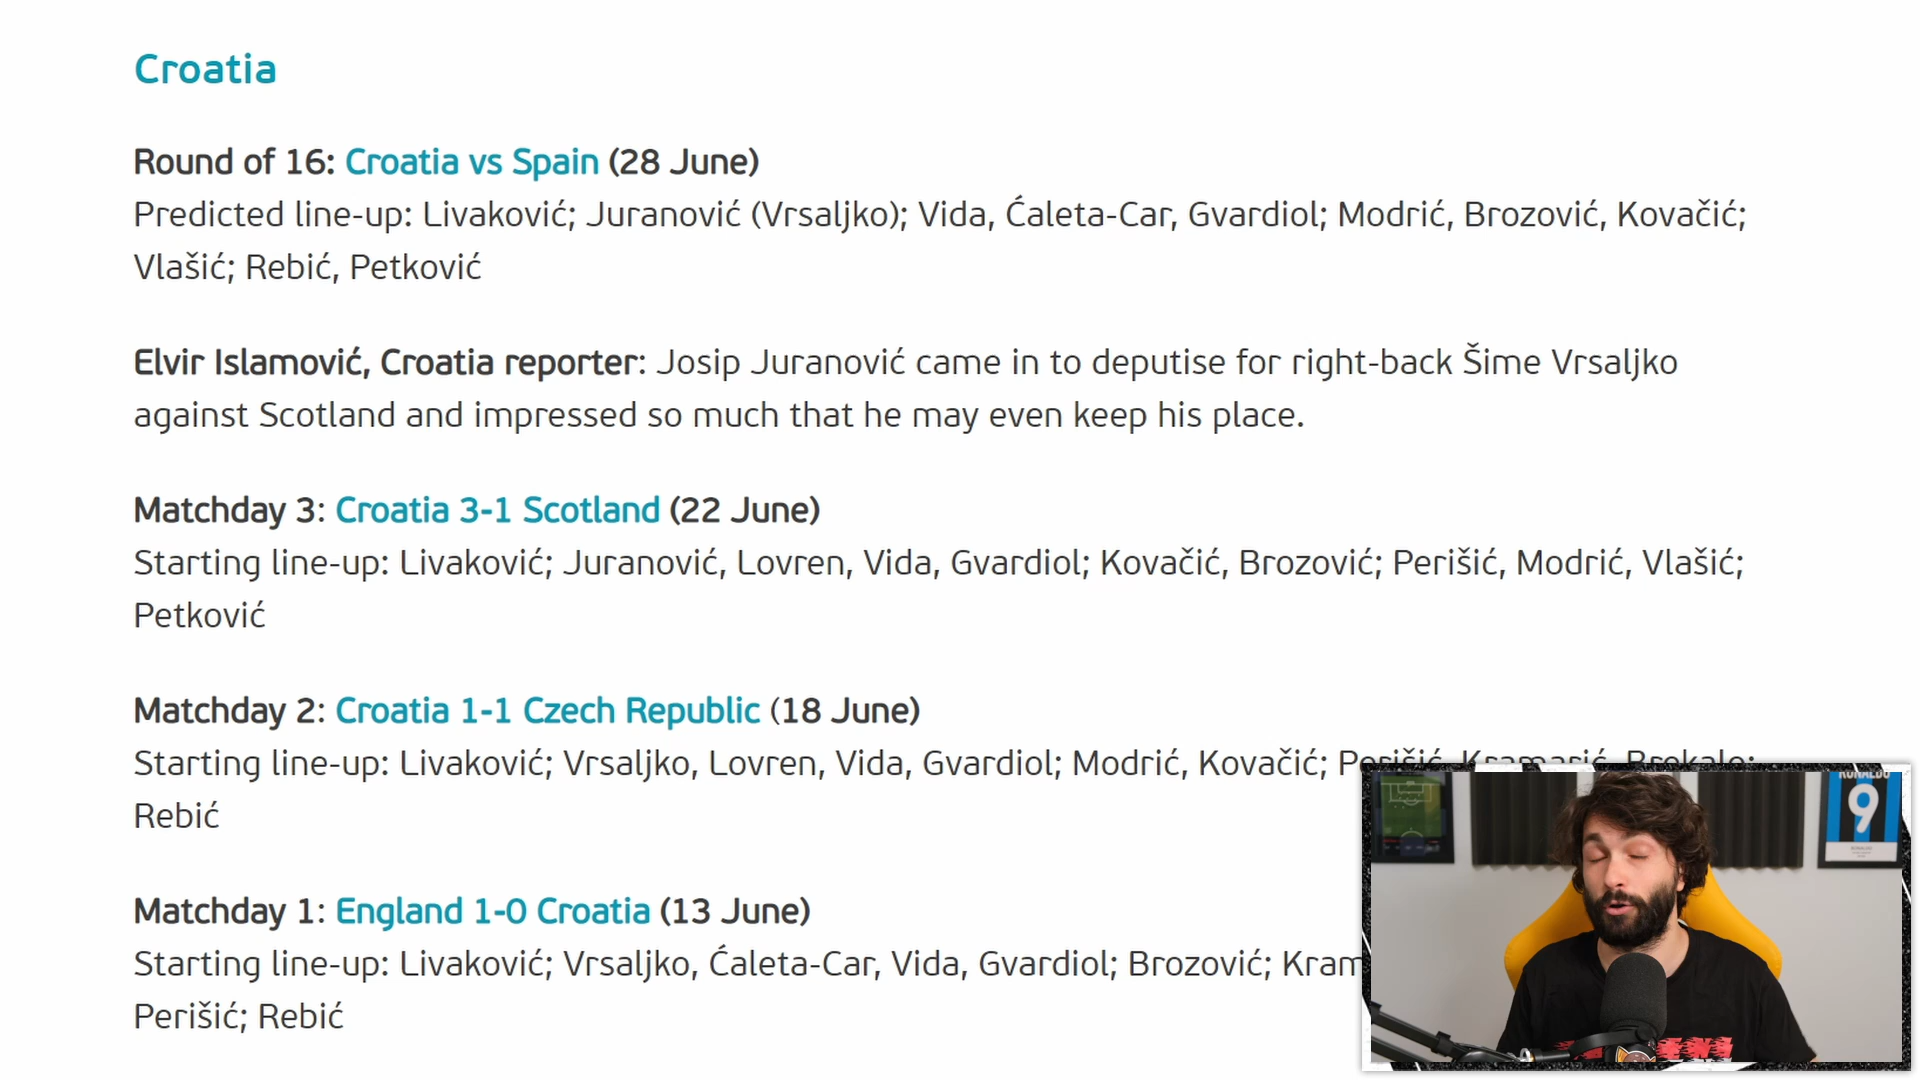 Croatia
Round of 16: Croatia vs Spain (28 June)
Predicted line-up: Livaković; Juranović (Vrsaljko); Vida, Ćaleta-Car, Gvardiol; Modrić, Brozović, Kovačić;
Vlašić; Rebić, Petković
Elvir Islamović, Croatia reporter: Josip Juranović came in to deputise for right-back Šime Vrsaljko
against Scotland and impressed so much that he may even keep his place.
Matchday 3: Croatia 3-1 Scotland (22 June)
Starting line-up: Livaković; Juranović, Lovren, Vida, Gvardiol; Kovačić, Brozović; Perišić, Modrić, Vlašić;
Petković
Matchday 2: Croatia 1-1 Czech Republic (18 June)
Starting line-up: Livaković; Vrsaljko, Lovren, Vida, Gvardiol; Modrić, Kovačić; Perišić, Kramarić, Brekalo;
Rebić
Matchday 1: England 1-0 Croatia (13 June)
Starting line-up: Livaković; Vrsaljko, Ćaleta-Car, Vida, Gvardiol; Brozović; Kram
Perišić; Rebić
RONALDO
9